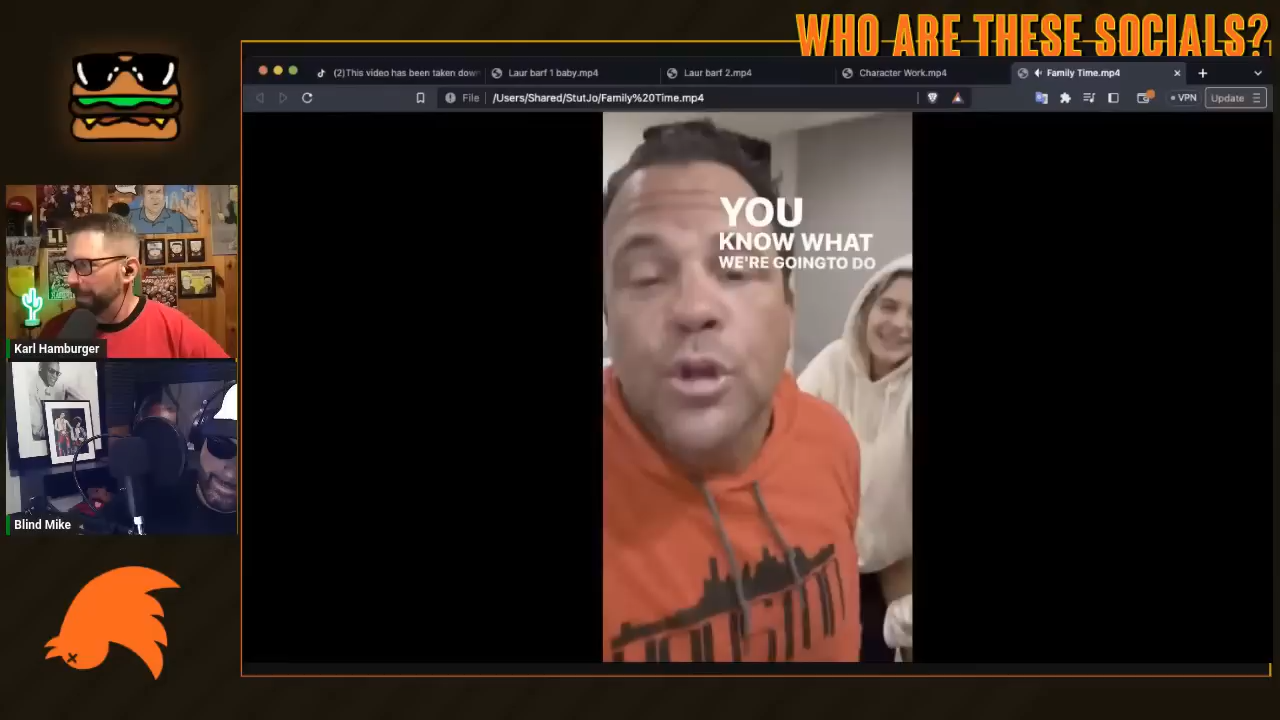 WHO ARE THESE SOCIALS?
(2)This video has been taken down
Laur barf 1 baby.mp4
Laur barf 2.mp4
Character Work.mp4
Family Time.mp4
File
/Users/Shared/StutJo/Family%20Time.mp4
VPN
Update
YOU
KNOW WHAT
WE'RE GOINGTO DO
Karl Hamburger
Blind Mike